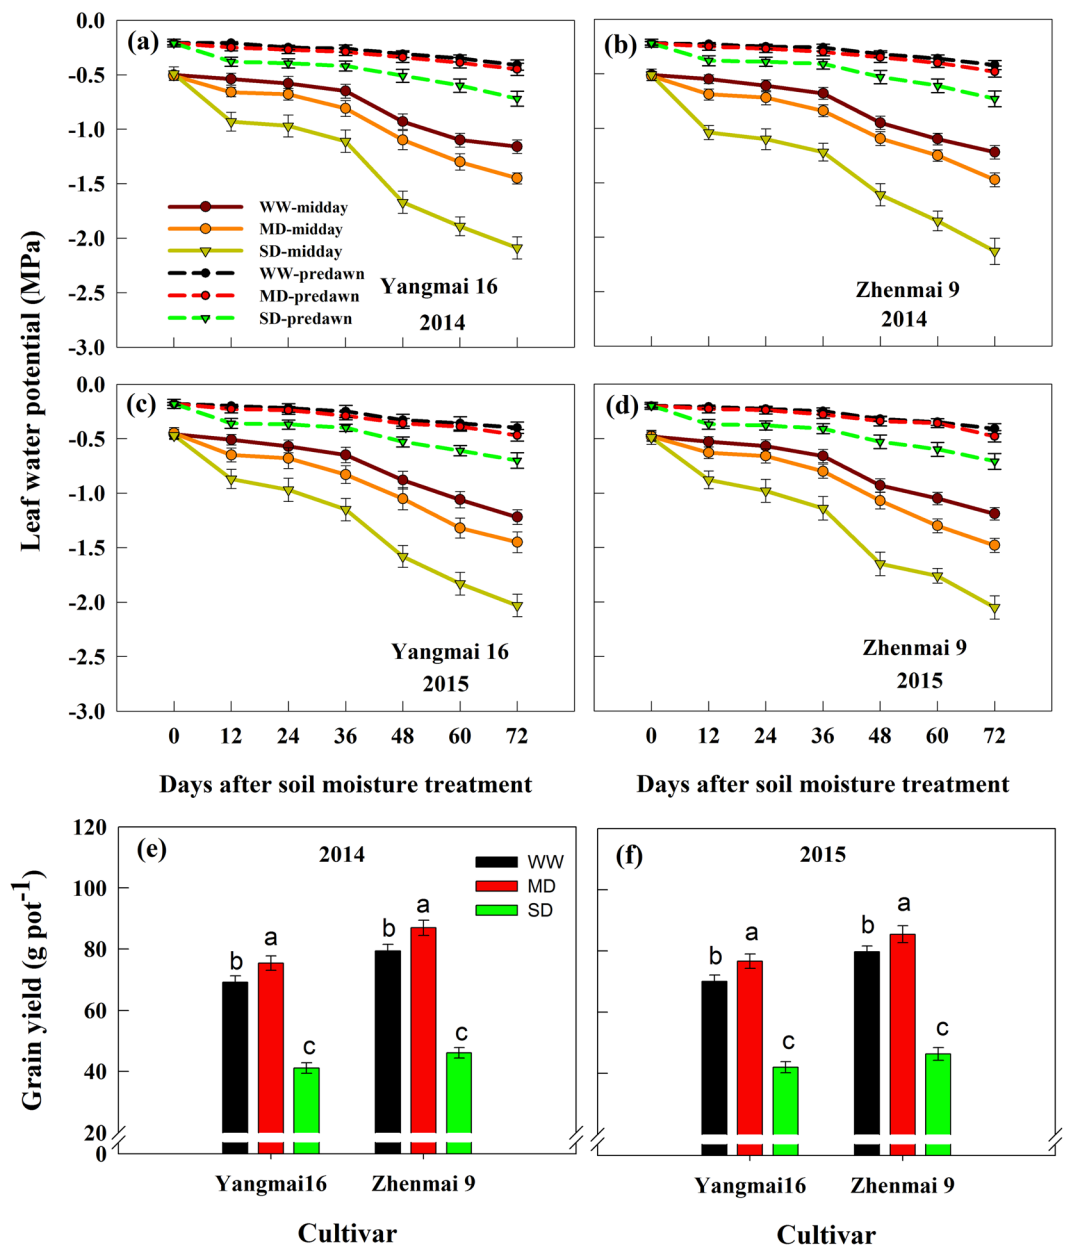 (a)
0.0
-0.5
-1.0
-1.5
-2.0
-2.5
-3.0
WW-midday
MD-midday
SD-midday
WW-predawn
MD-predawn
SD-predawn
Yangmai 16
2014
(b)
Zhenmai 9
2014
Leaf water potential (MPa)
(c)
0.0
-0.5
-1.0
-1.5
-2.0
-2.5
-3.0
Yangmai 16
2015
0 12 24 36 48 60 72
Days after soil moisture treatment
(d)
Zhenmai 9
2015
0 12 24 36 48 60 72
Days after soil moisture treatment
Grain yield (g pot-1)
120
100
80
60
40
20
0
(e)
2014
WW
MD
SD
b a c
b a c
Yangmai16 Zhenmai 9
Cultivar
(f)
2015
b a c
b a c
Yangmai16 Zhenmai 9
Cultivar